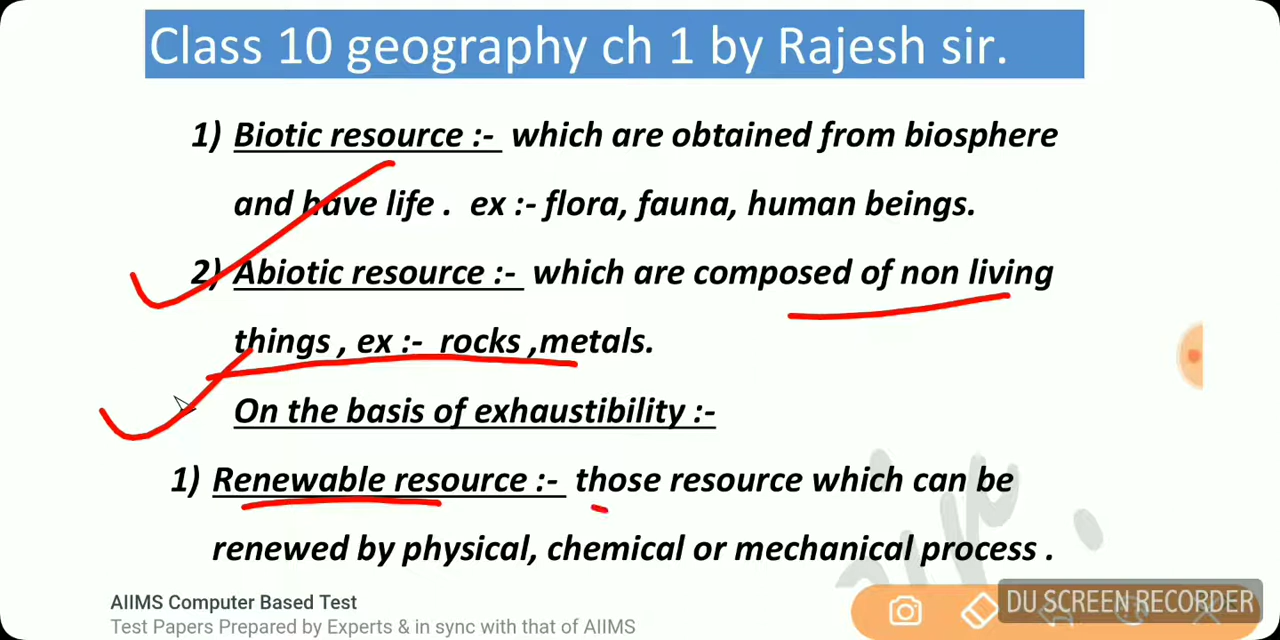 Class 10 geography ch 1 by Rajesh sir.
1) Biotic resource :- which are obtained from biosphere
and have life . ex :- flora, fauna, human beings.
2) Abiotic resource :- which are composed of non living
things , ex :- rocks ,metals.
On the basis of exhaustibility :-
1) Renewable resource :- those resource which can be
renewed by physical, chemical or mechanical process .
AIIMS Computer Based Test
Test Papers Prepared by Experts & in sync with that of AIIMS
DU SCREEN RECORDER